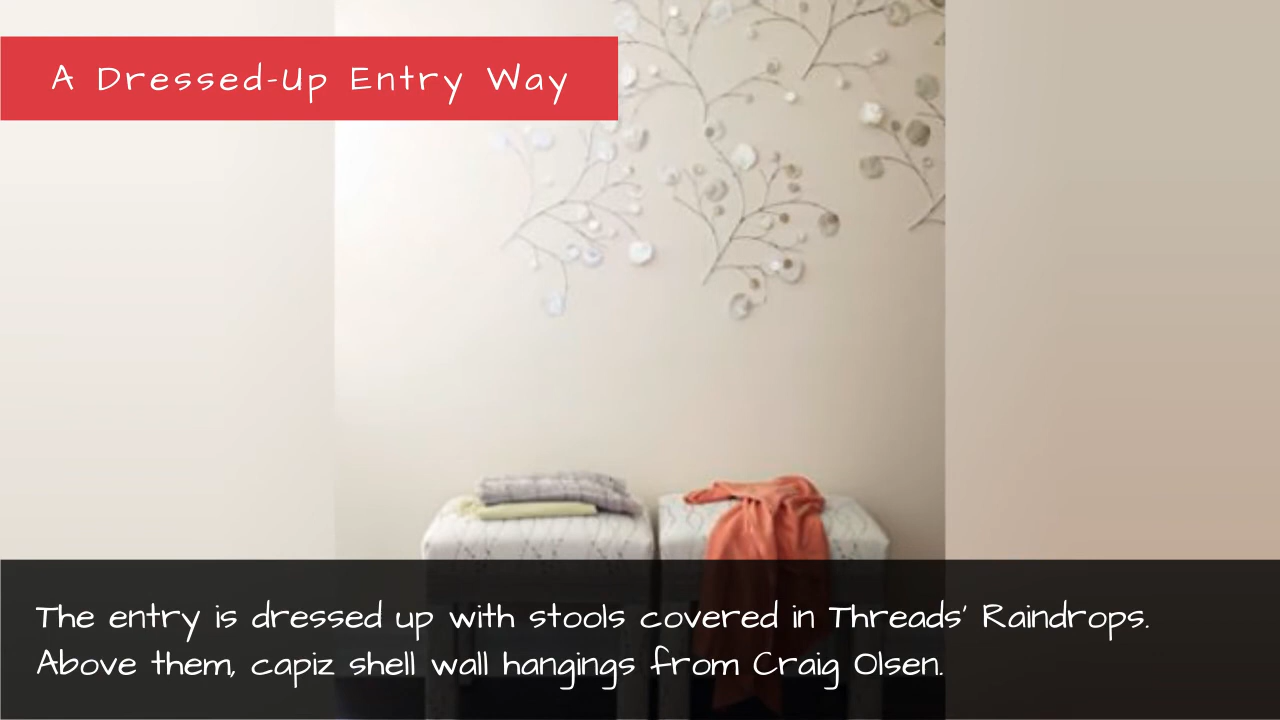 A Dressed-Up Entry Way
The entry is dressed up with stools covered in Threads' Raindrops.
Above them, capiz shell wall hangings from Craig Olsen.